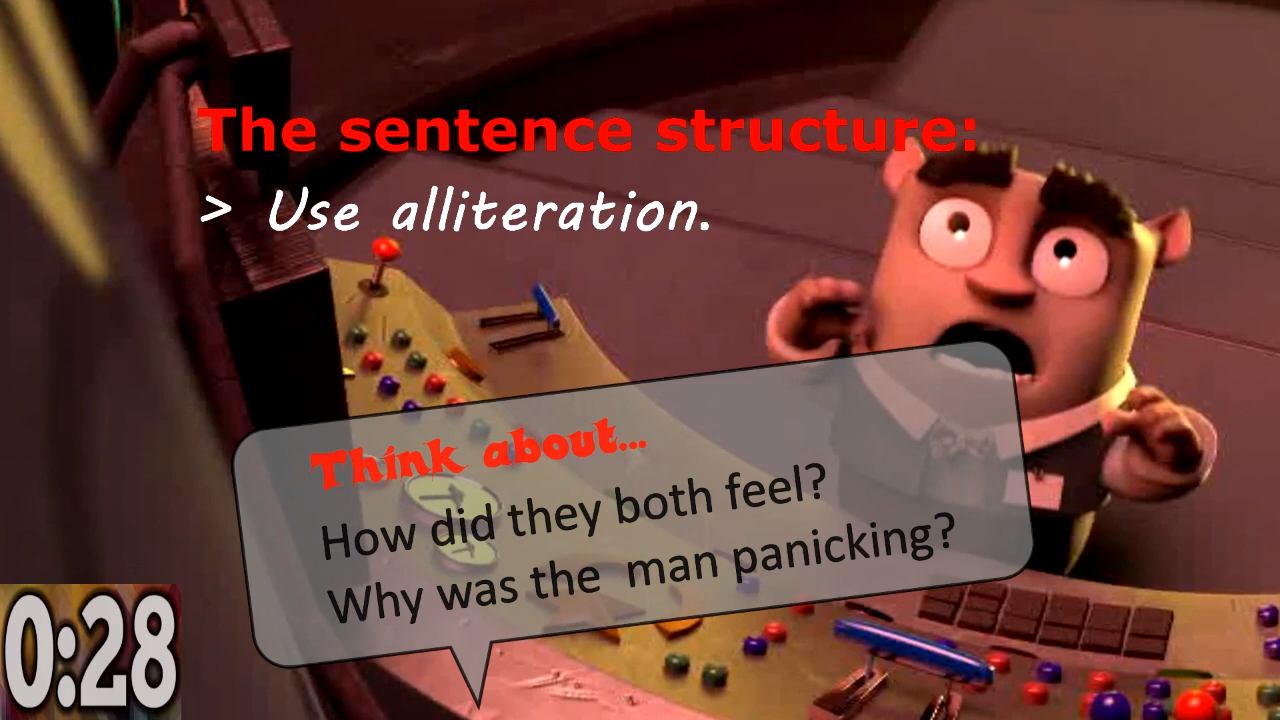 The sentence structure:
> Use alliteration.
Think about...
How did they both feel?
Why was the man panicking?
0:28